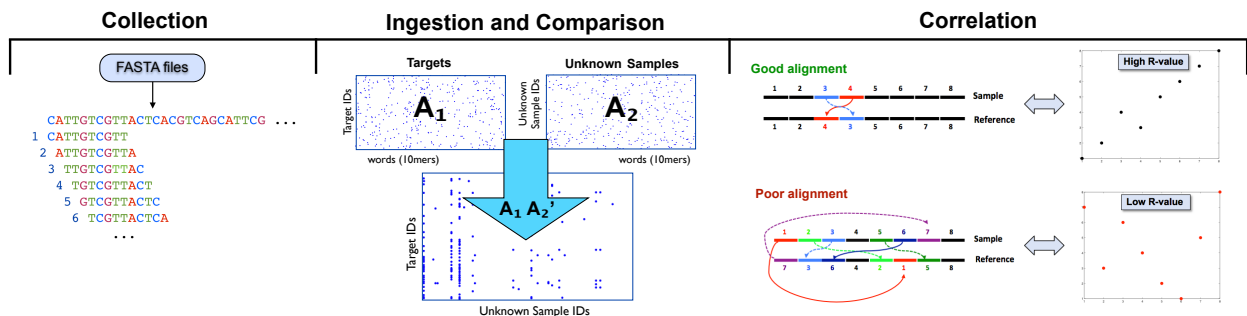 Collection
Ingestion and Comparison
Correlation
FASTA files
CATTGTCGTTACTCACGTCAGCATTCG ...
1 CATTGTCGTT
2 ATTGTCGTTA
3 TTGTCGTTAC
4 TGTCGTTACT
5 GTCGTTACTC
6 TCGTTACTCA
...
Targets
Unknown Samples
Target IDs
A1
Unknown
Sample IDs
A2
words (10mers)
words (10mers)
A1 A2'
Target IDs
Unknown Sample IDs
Good alignment
1 2 3 4 5 6 7 8
Sample
Reference
1 2 4 3 5 6 7 8
High R-value
Poor alignment
1 2 3 4 5 6 7 8
Sample
Reference
7 3 6 4 2 1 5 8
Low R-value